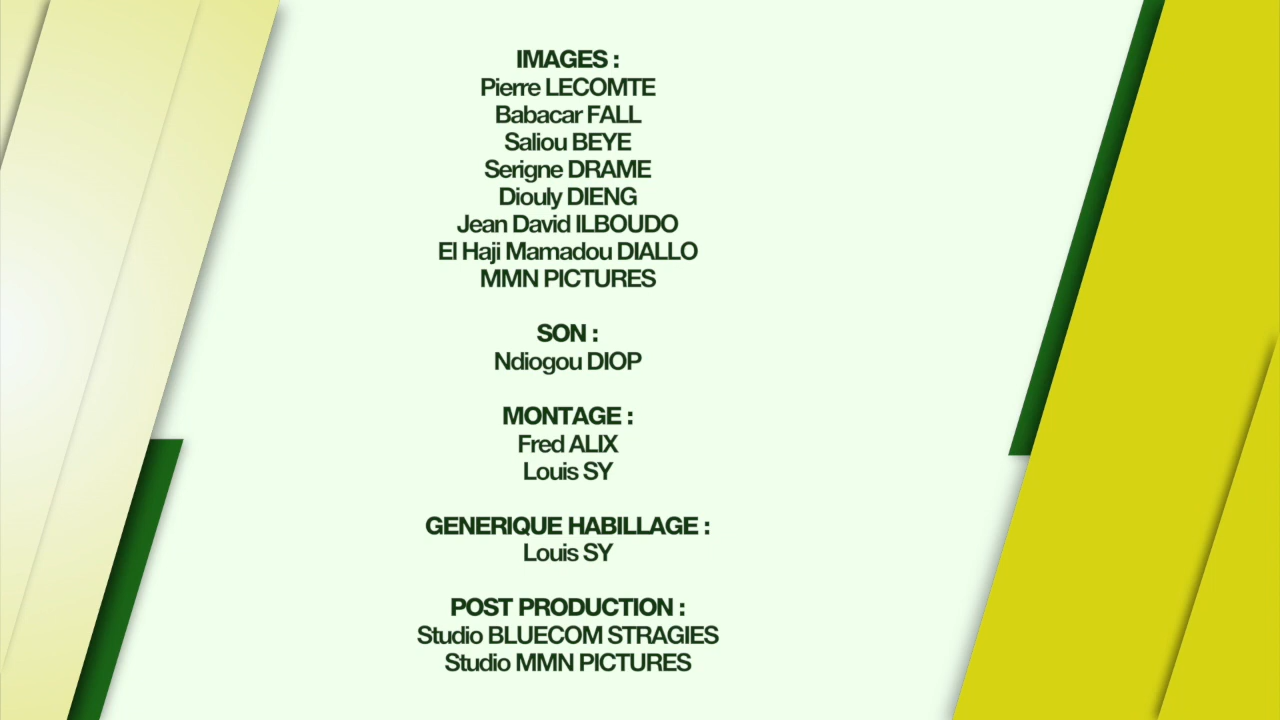 IMAGES :
Pierre LECOMTE
Babacar FALL
Saliou BEYE
Serigne DRAME
Diouly DIENG
Jean David ILBOUDO
El Haji Mamadou DIALLO
MMN PICTURES
SON :
Ndiogou DIOP
MONTAGE :
Fred ALIX
Louis SY
GENERIQUE HABILLAGE :
Louis SY
POST PRODUCTION :
Studio BLUECOM STRAGIES
Studio MMN PICTURES